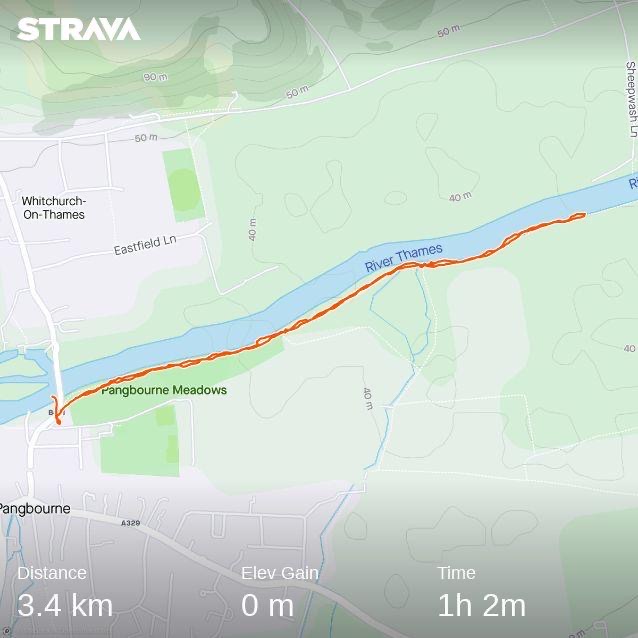 STRAVA
50 m
90 m
50 m
50 m
Sheepwash Ln
Whitchurch-
On-Thames
40 m
Eastfield Ln
40 m
River Thames
Pangbourne Meadows
40 m
40
Pangbourne
A329
Distance Elev Gain Time
3.4 km 0 m 1h 2m